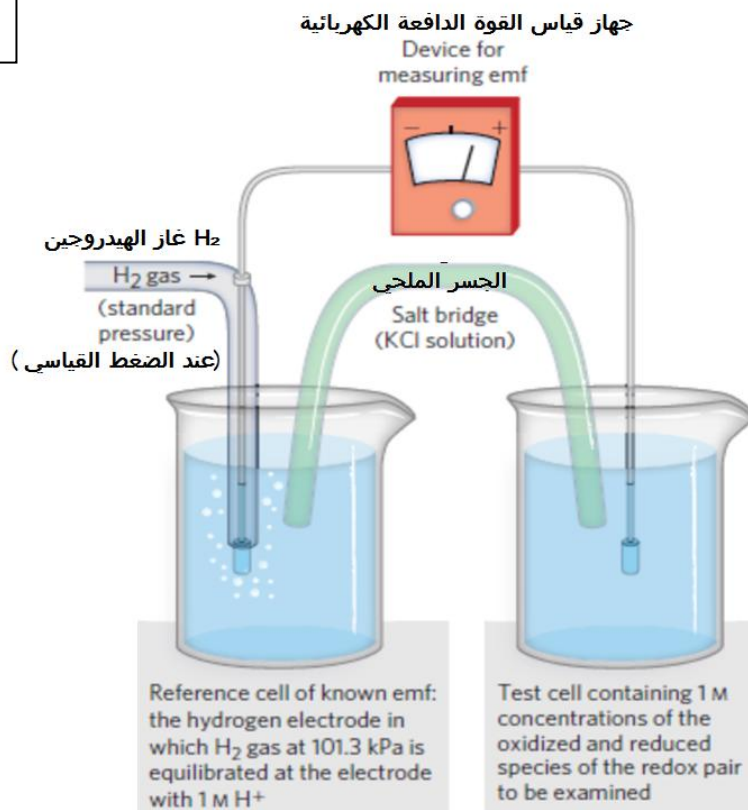 جهاز قياس القوة الدافعة الكهربائية
Device for
measuring emf
− +
غاز الهيدروجين H₂
H₂ gas →
(standard
pressure)
(عند الضغط القياسي )
الجسر الملحي
Salt bridge
(KCl solution)
Reference cell of known emf:
the hydrogen electrode in
which H₂ gas at 101.3 kPa is
equilibrated at the electrode
with 1 M H+
Test cell containing 1 M
concentrations of the
oxidized and reduced
species of the redox pair
to be examined